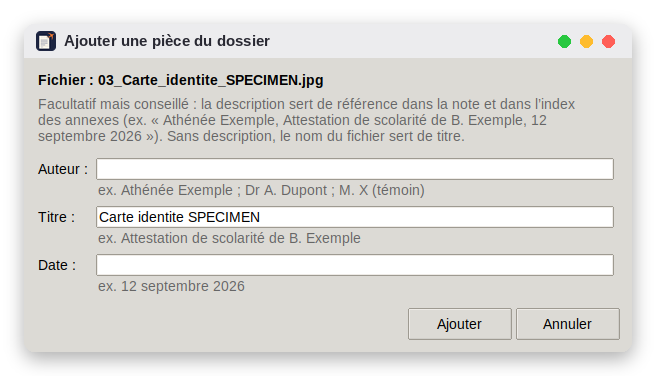 Ajouter une pièce du dossier
Fichier : 03_Carte_identite_SPECIMEN.jpg
Facultatif mais conseillé : la description sert de référence dans la note et dans l'index
des annexes (ex. « Athénée Exemple, Attestation de scolarité de B. Exemple, 12
septembre 2026 »). Sans description, le nom du fichier sert de titre.
Auteur :
ex. Athénée Exemple ; Dr A. Dupont ; M. X (témoin)
Titre : Carte identite SPECIMEN
ex. Attestation de scolarité de B. Exemple
Date :
ex. 12 septembre 2026
Ajouter Annuler